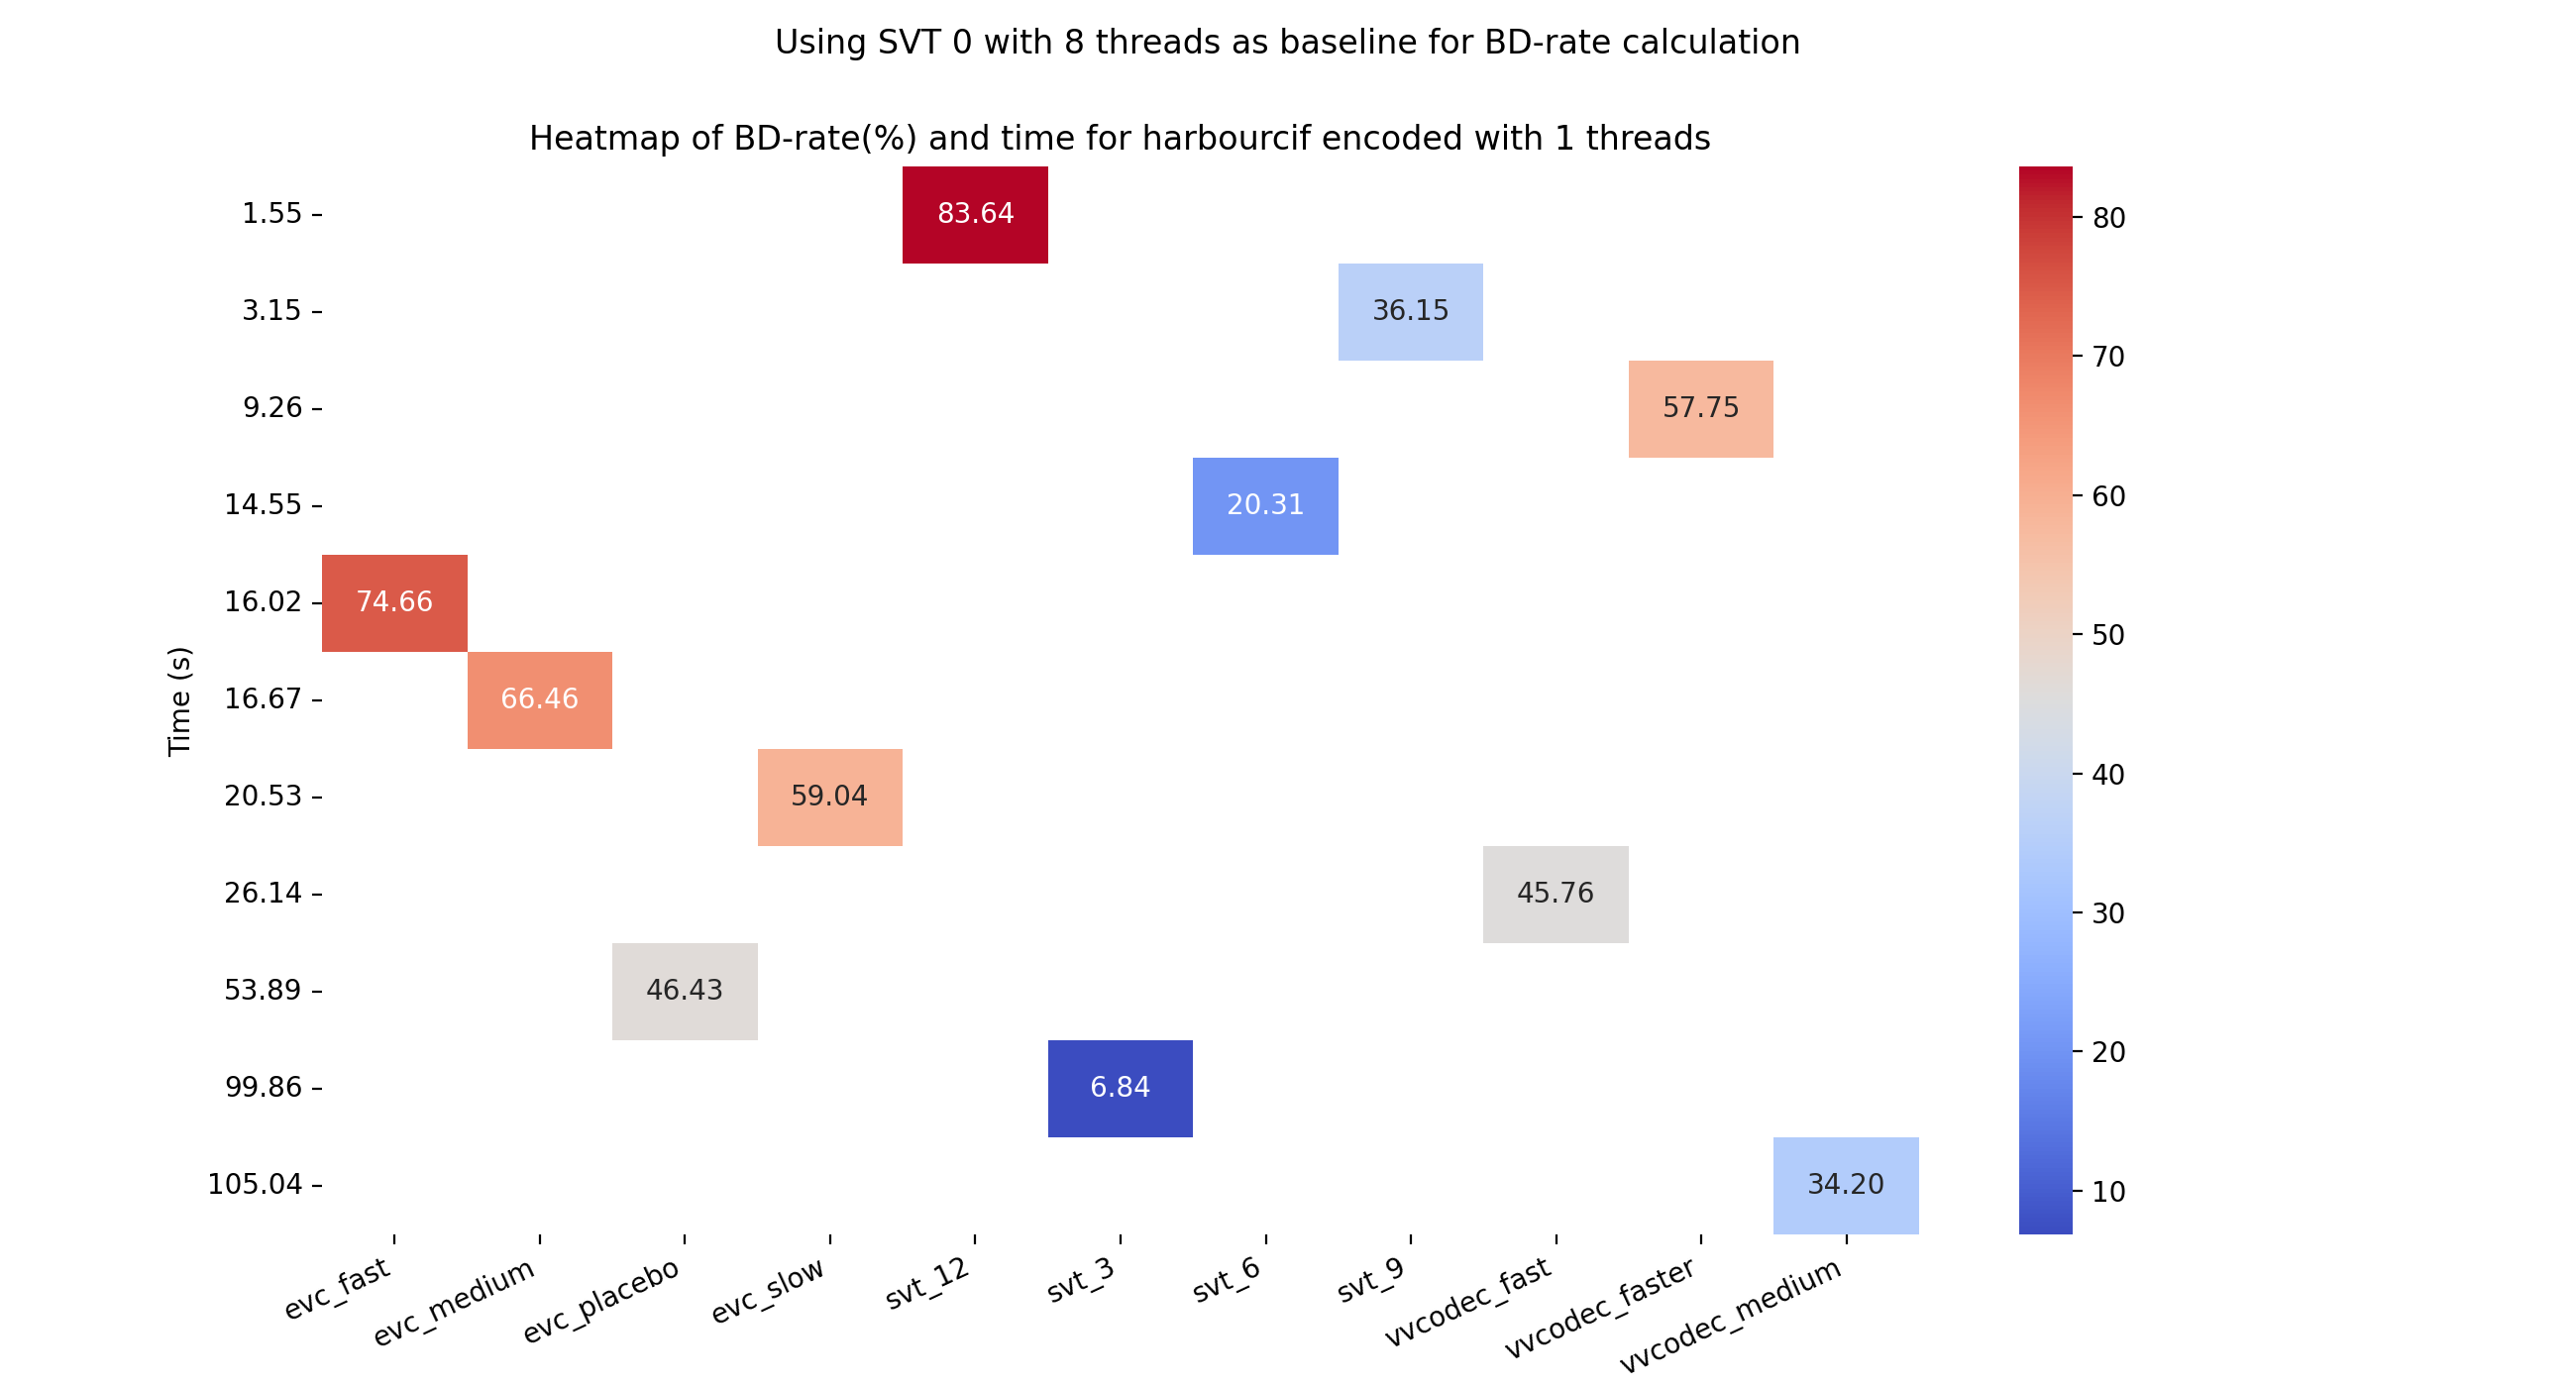 Using SVT 0 with 8 threads as baseline for BD-rate calculation
Heatmap of BD-rate(%) and time for harbourcif encoded with 1 threads
Time (s)
1.55
3.15
9.26
14.55
16.02
16.67
20.53
26.14
53.89
99.86
105.04
83.64
36.15
57.75
20.31
74.66
66.46
59.04
45.76
46.43
6.84
34.20
evc_fast
evc_medium
evc_placebo
evc_slow
svt_12
svt_3
svt_6
svt_9
vvcodec_fast
vvcodec_faster
vvcodec_medium
80
70
60
50
40
30
20
10